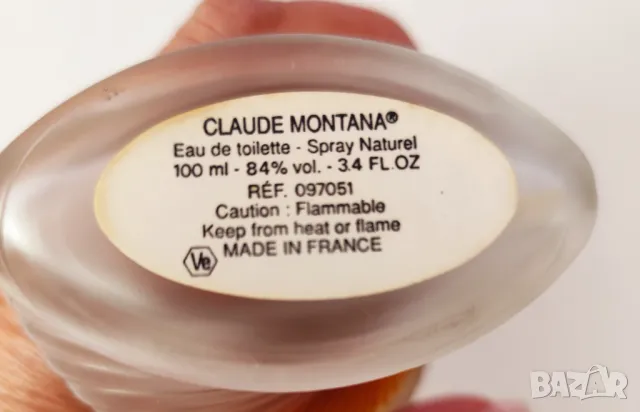 CLAUDE MONTANA®
Eau de toilette - Spray Naturel
100 ml - 84% vol. - 3.4 FL.OZ
RÉF. 097051
Caution : Flammable
Keep from heat or flame
Ve MADE IN FRANCE
BAZAR.bg